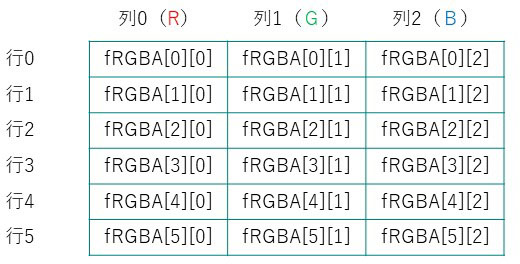 列0（R） 列1（G） 列2（B）
行0 fRGBA[0][0] fRGBA[0][1] fRGBA[0][2]
行1 fRGBA[1][0] fRGBA[1][1] fRGBA[1][2]
行2 fRGBA[2][0] fRGBA[2][1] fRGBA[2][2]
行3 fRGBA[3][0] fRGBA[3][1] fRGBA[3][2]
行4 fRGBA[4][0] fRGBA[4][1] fRGBA[4][2]
行5 fRGBA[5][0] fRGBA[5][1] fRGBA[5][2]